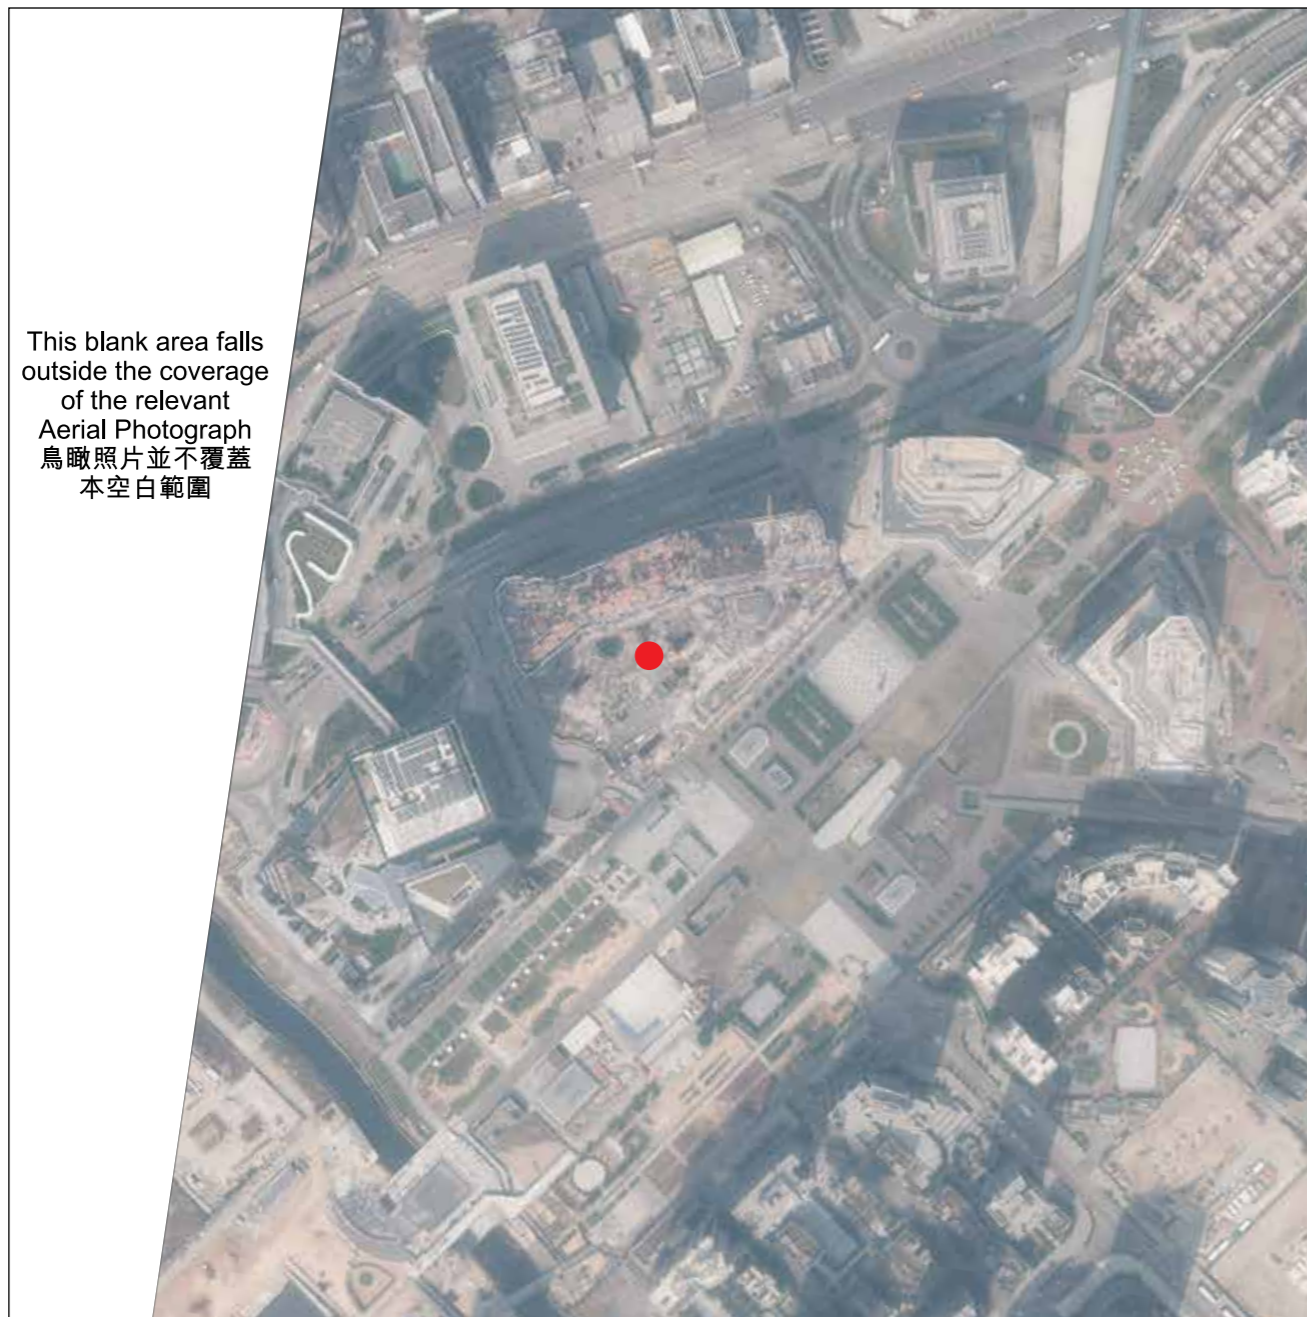 This blank area falls
outside the coverage
of the relevant
Aerial Photograph
鳥瞰照片並不覆蓋
本空白範圍